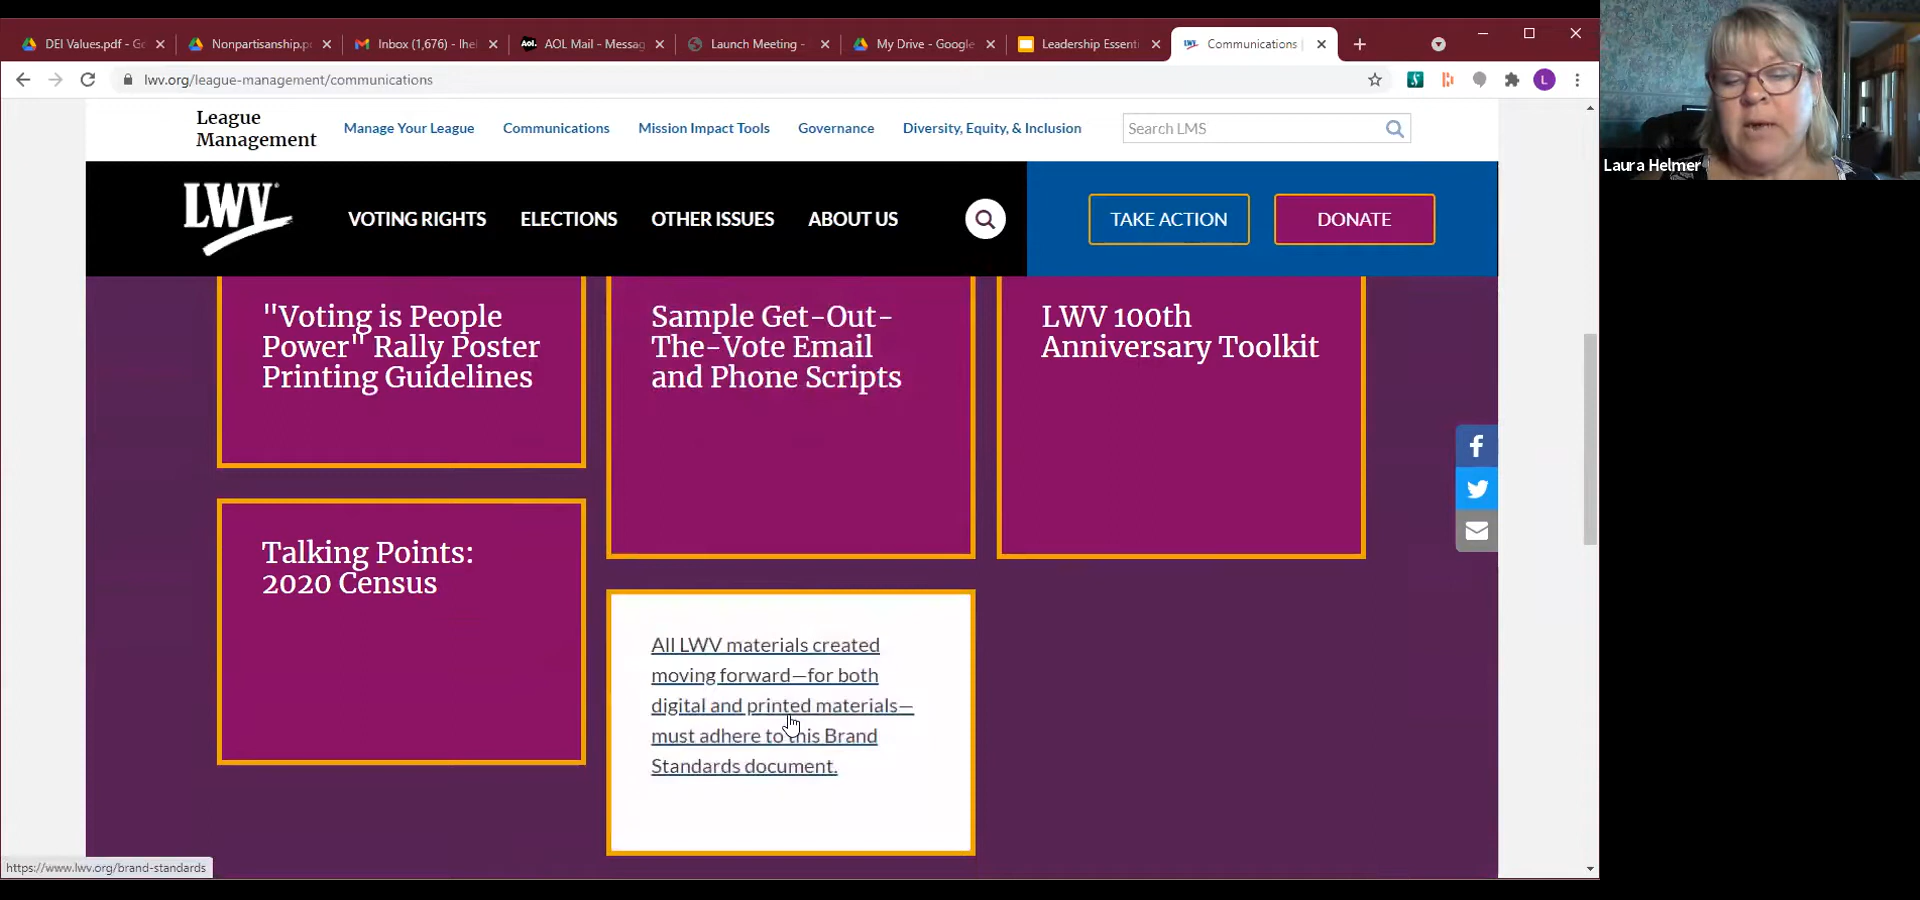 DEI Values.pdf - Go
Nonpartisanship.p
Inbox (1,676) - lhe
Aol. AOL Mail - Messag
Launch Meeting -
My Drive - Google
Leadership Essenti
LWV Communications |
lwv.org/league-management/communications
L
League
Management
Manage Your League
Communications
Mission Impact Tools
Governance
Diversity, Equity, & Inclusion
Search LMS
Laura Helmer
LWV®
VOTING RIGHTS
ELECTIONS
OTHER ISSUES
ABOUT US
TAKE ACTION
DONATE
"Voting is People
Power" Rally Poster
Printing Guidelines
Sample Get-Out-
The-Vote Email
and Phone Scripts
LWV 100th
Anniversary Toolkit
Talking Points:
2020 Census
All LWV materials created
moving forward—for both
digital and printed materials—
must adhere to this Brand
Standards document.
https://www.lwv.org/brand-standards